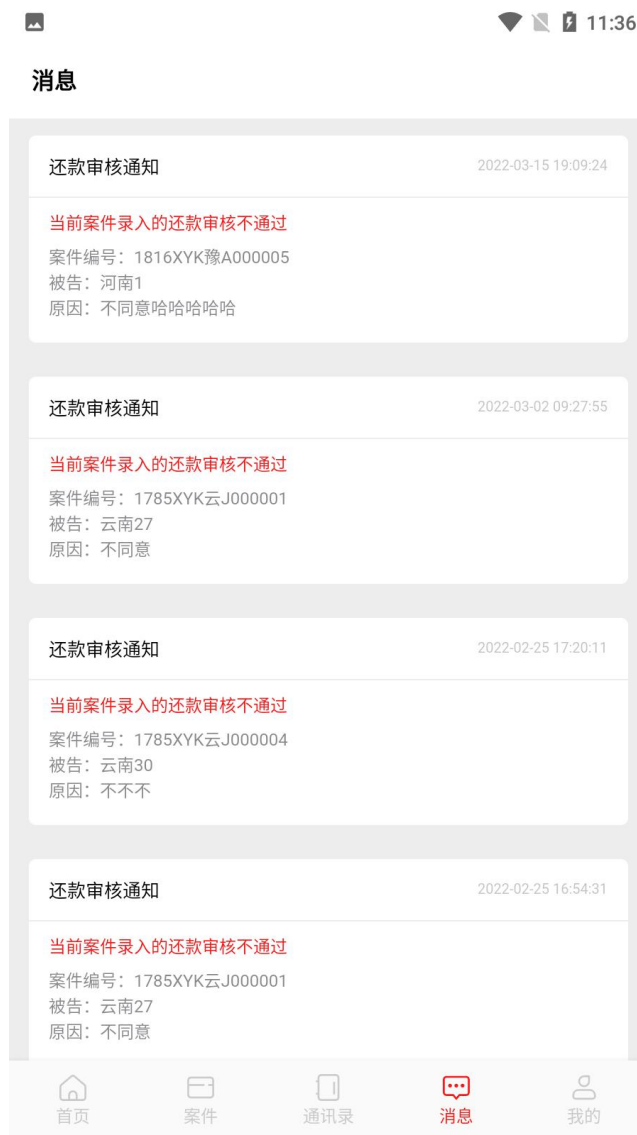 11:36
消息
还款审核通知 2022-03-15 19:09:24
当前案件录入的还款审核不通过
案件编号：1816XYK豫A000005
被告：河南1
原因：不同意哈哈哈哈哈
还款审核通知 2022-03-02 09:27:55
当前案件录入的还款审核不通过
案件编号：1785XYK云J000001
被告：云南27
原因：不同意
还款审核通知 2022-02-25 17:20:11
当前案件录入的还款审核不通过
案件编号：1785XYK云J000004
被告：云南30
原因：不不不
还款审核通知 2022-02-25 16:54:31
当前案件录入的还款审核不通过
案件编号：1785XYK云J000001
被告：云南27
原因：不同意
首页 案件 通讯录 消息 我的